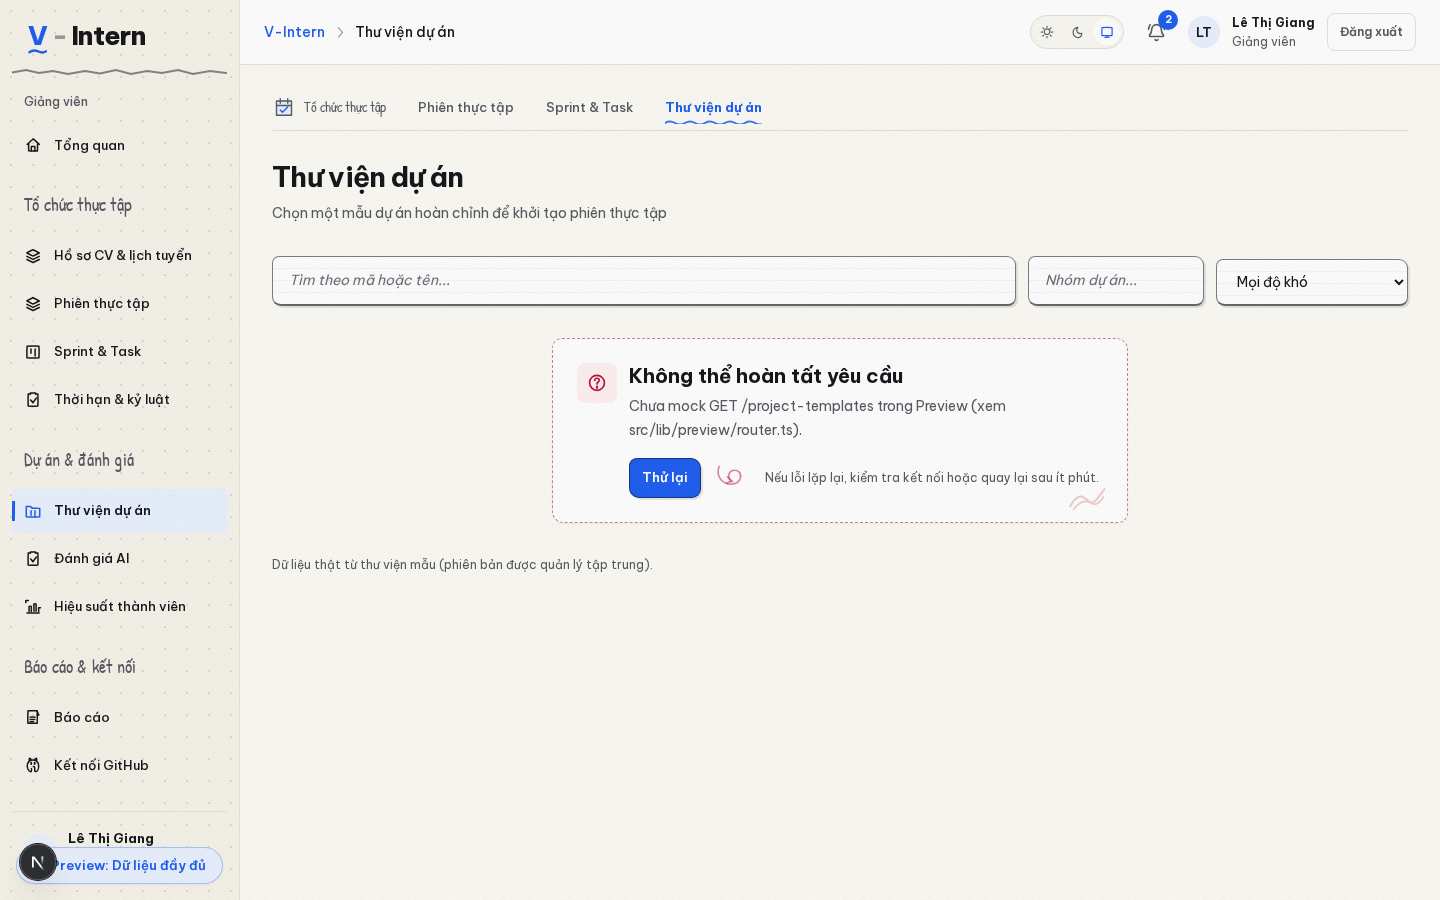 V - Intern
Giảng viên
Tổng quan
Tổ chức thực tập
Hồ sơ CV & lịch tuyển
Phiên thực tập
Sprint & Task
Thời hạn & kỷ luật
Dự án & đánh giá
Thư viện dự án
Đánh giá AI
Hiệu suất thành viên
Báo cáo & kết nối
Báo cáo
Kết nối GitHub
Lê Thị Giang
Preview: Dữ liệu đầy đủ
V-Intern
Thư viện dự án
2
LT
Lê Thị Giang
Giảng viên
Đăng xuất
Tổ chức thực tập
Phiên thực tập
Sprint & Task
Thư viện dự án
Thư viện dự án
Chọn một mẫu dự án hoàn chỉnh để khởi tạo phiên thực tập
Tìm theo mã hoặc tên...
Nhóm dự án...
Mọi độ khó
Không thể hoàn tất yêu cầu
Chưa mock GET /project-templates trong Preview (xem
src/lib/preview/router.ts).
Thử lại
Nếu lỗi lặp lại, kiểm tra kết nối hoặc quay lại sau ít phút.
Dữ liệu thật từ thư viện mẫu (phiên bản được quản lý tập trung).